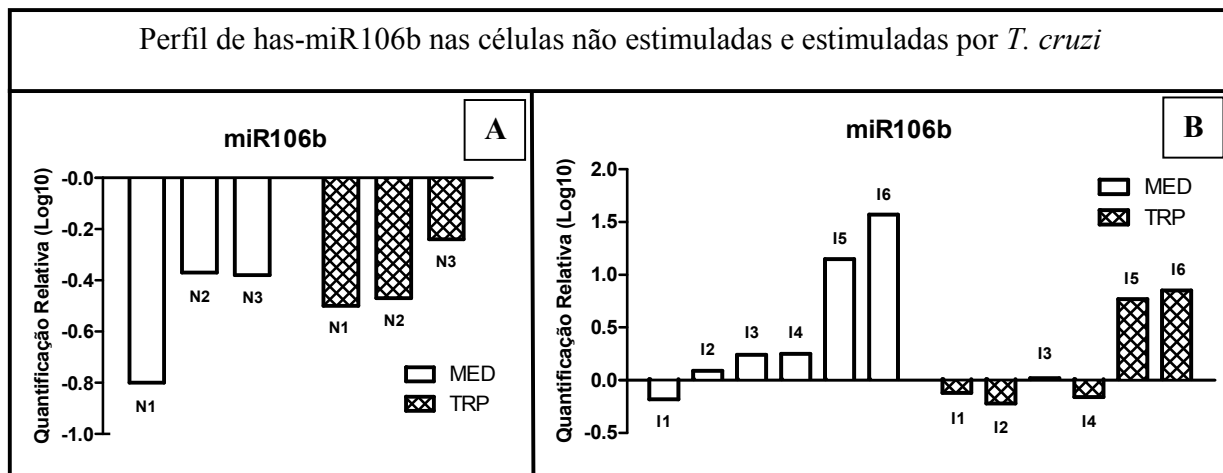 Perfil de has-miR106b nas células não estimuladas e estimuladas por T. cruzi
A
miR106b
Quantificação Relativa (Log10)
-0.0
-0.2
-0.4
-0.6
-0.8
-1.0
N1
N2
N3
N1
N2
N3
MED
TRP
B
miR106b
Quantificação Relativa (Log10)
2.0
1.5
1.0
0.5
0.0
-0.5
I1
I2
I3
I4
I5
I6
I1
I2
I3
I4
I5
I6
MED
TRP